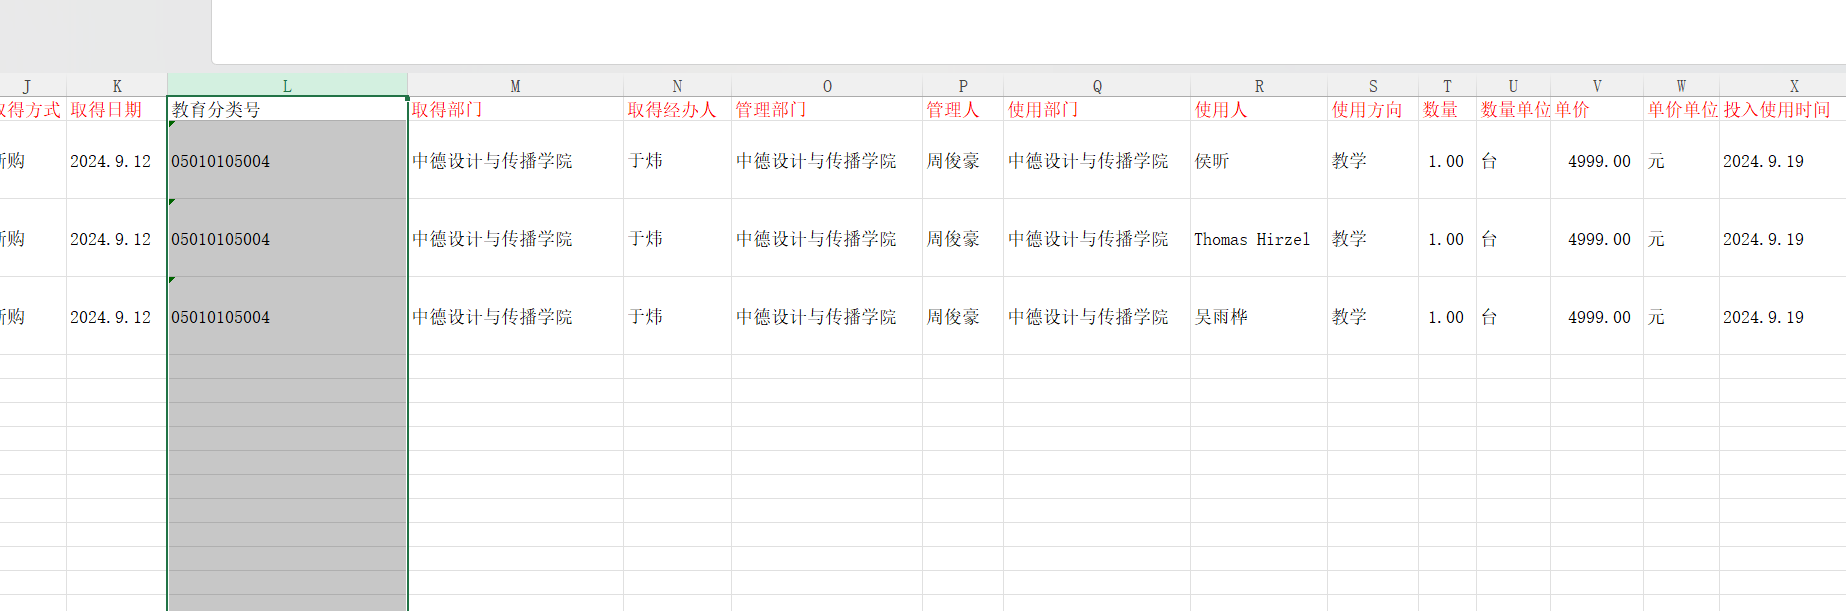 J K L M N O P Q R S T U V W X
取得方式 取得日期 教育分类号 取得部门 取得经办人 管理部门 管理人 使用部门 使用人 使用方向 数量 数量单位 单价 单价单位 投入使用时间
新购 2024.9.12 05010105004 中德设计与传播学院 于炜 中德设计与传播学院 周俊豪 中德设计与传播学院 侯昕 教学 1.00 台 4999.00 元 2024.9.19
新购 2024.9.12 05010105004 中德设计与传播学院 于炜 中德设计与传播学院 周俊豪 中德设计与传播学院 Thomas Hirzel 教学 1.00 台 4999.00 元 2024.9.19
新购 2024.9.12 05010105004 中德设计与传播学院 于炜 中德设计与传播学院 周俊豪 中德设计与传播学院 吴雨桦 教学 1.00 台 4999.00 元 2024.9.19